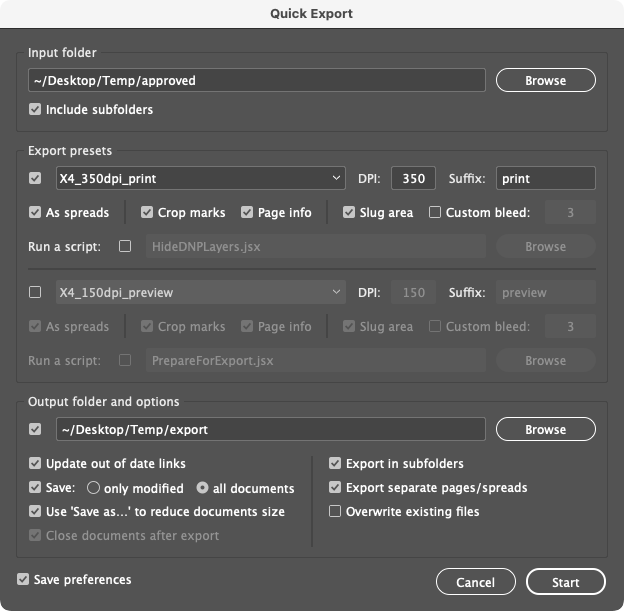 Quick Export
Input folder
~/Desktop/Temp/approved Browse
Include subfolders
Export presets
X4_350dpi_print DPI: 350 Suffix: print
As spreads Crop marks Page info Slug area Custom bleed: 3
Run a script: HideDNPLayers.jsx Browse
X4_150dpi_preview DPI: 150 Suffix: preview
As spreads Crop marks Page info Slug area Custom bleed: 3
Run a script: PrepareForExport.jsx Browse
Output folder and options
~/Desktop/Temp/export Browse
Update out of date links Export in subfolders
Save: only modified all documents Export separate pages/spreads
Use 'Save as...' to reduce documents size Overwrite existing files
Close documents after export
Save preferences Cancel Start